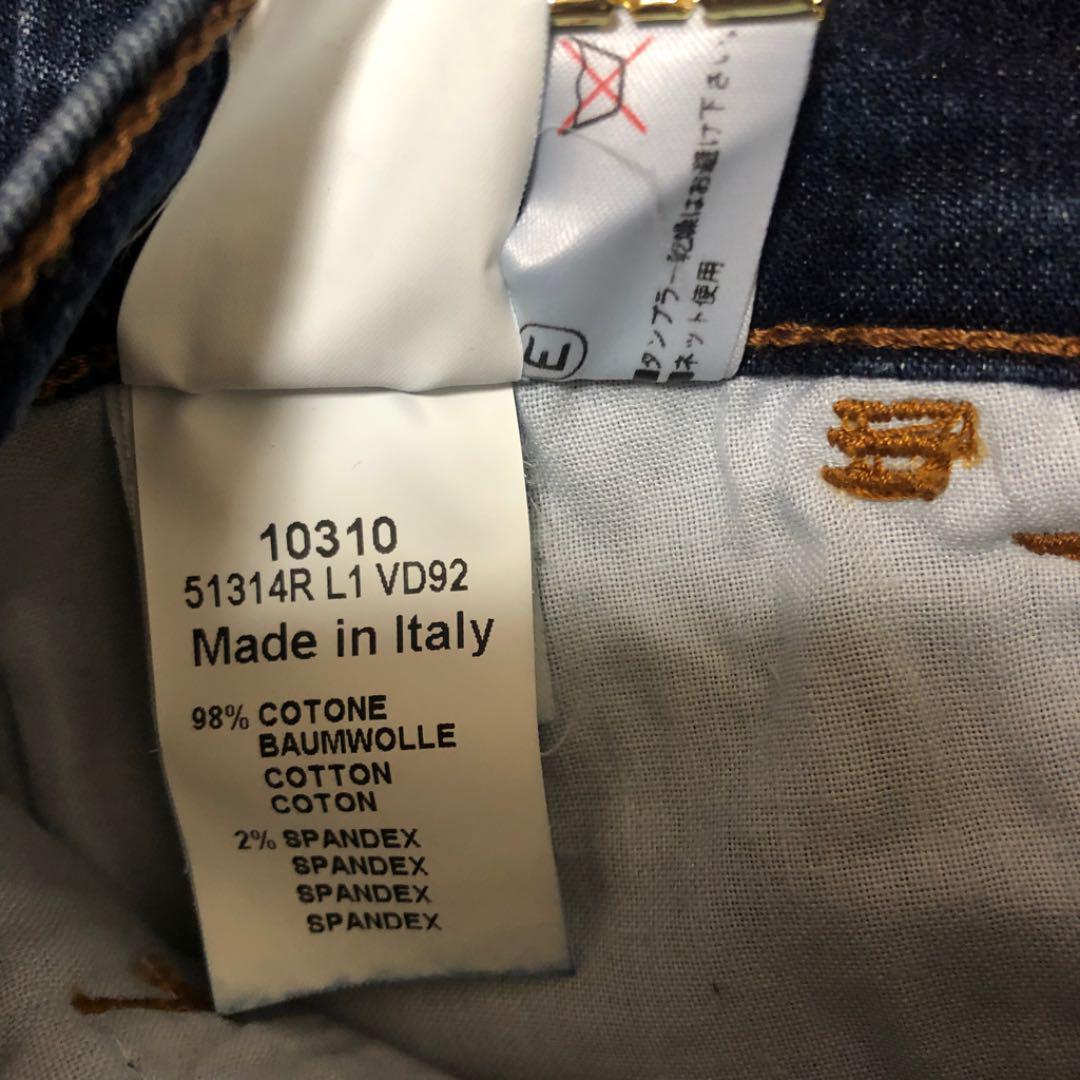 10310
51314R L1 VD92
Made in Italy
98% COTONE
BAUMWOLLE
COTTON
COTON
2% SPANDEX
SPANDEX
SPANDEX
SPANDEX
E
■タンブラー乾燥はお避け下さい。
■ネット使用